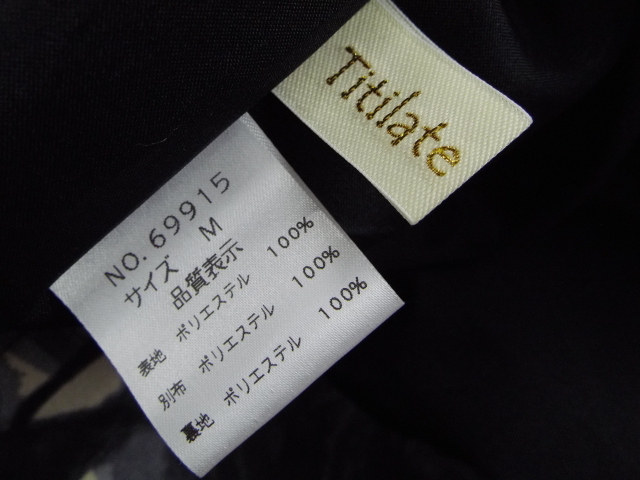 Titilate
NO. 69915
サイズ M
品質表示
表地 ポリエステル 100%
別布 ポリエステル 100%
裏地 ポリエステル 100%